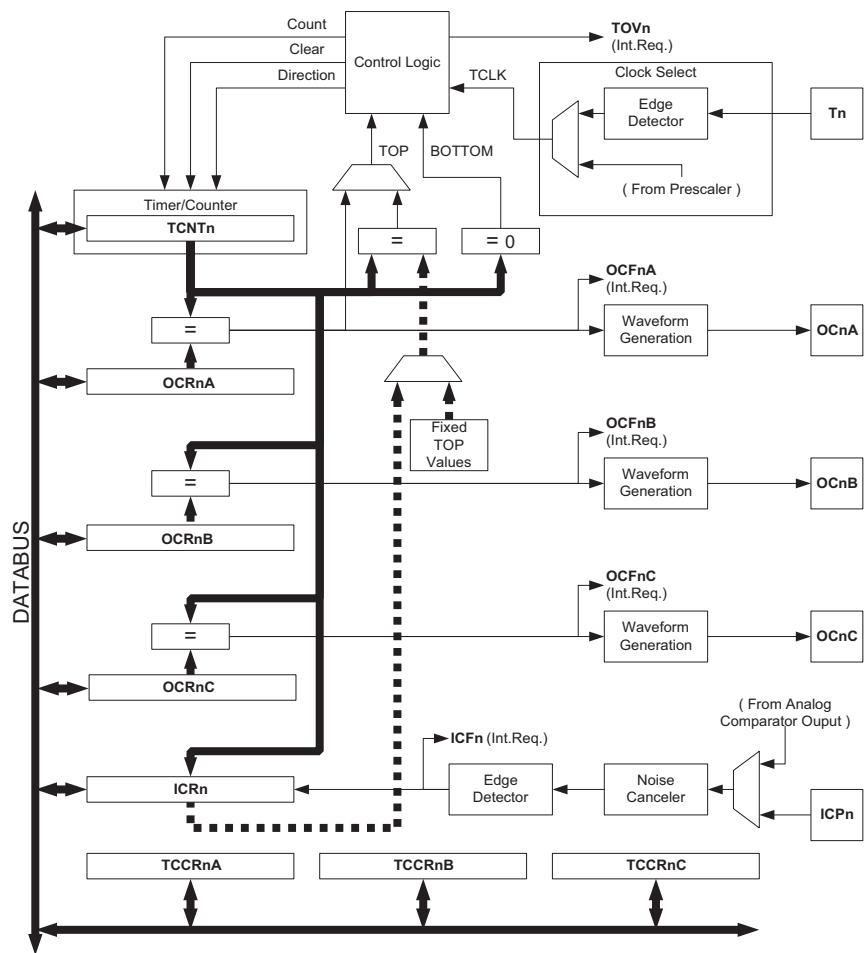 Count
Clear
Direction
Control Logic
TOVn
(Int.Req.)
TCLK
Clock Select
Edge
Detector
Tn
( From Prescaler )
TOP
BOTTOM
Timer/Counter
TCNTn
=
= 0
=
OCRnA
OCFnA
(Int.Req.)
Waveform
Generation
OCnA
Fixed
TOP
Values
=
OCRnB
OCFnB
(Int.Req.)
Waveform
Generation
OCnB
DATABUS
=
OCRnC
OCFnC
(Int.Req.)
Waveform
Generation
OCnC
( From Analog
Comparator Ouput )
ICFn (Int.Req.)
ICRn
Edge
Detector
Noise
Canceler
ICPn
TCCRnA
TCCRnB
TCCRnC